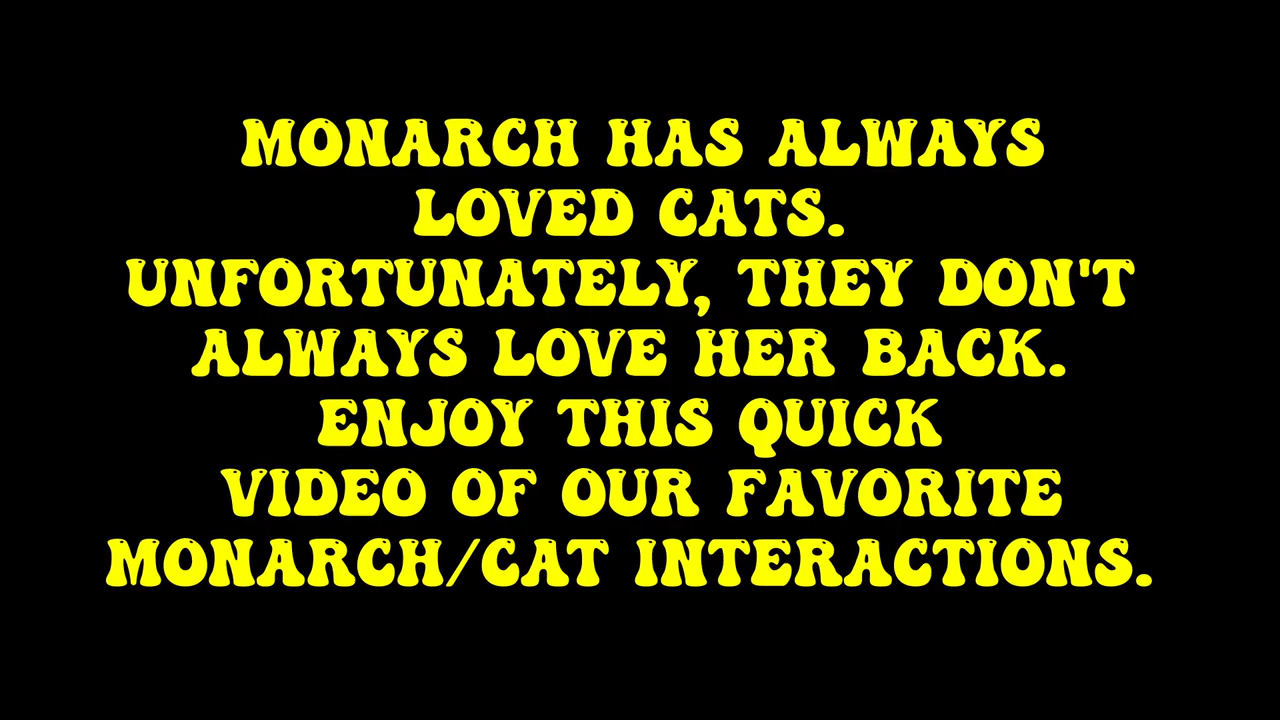 MONARCH HAS ALWAYS
LOVED CATS.
UNFORTUNATELY, THEY DON'T
ALWAYS LOVE HER BACK.
ENJOY THIS QUICK
VIDEO OF OUR FAVORITE
MONARCH/CAT INTERACTIONS.